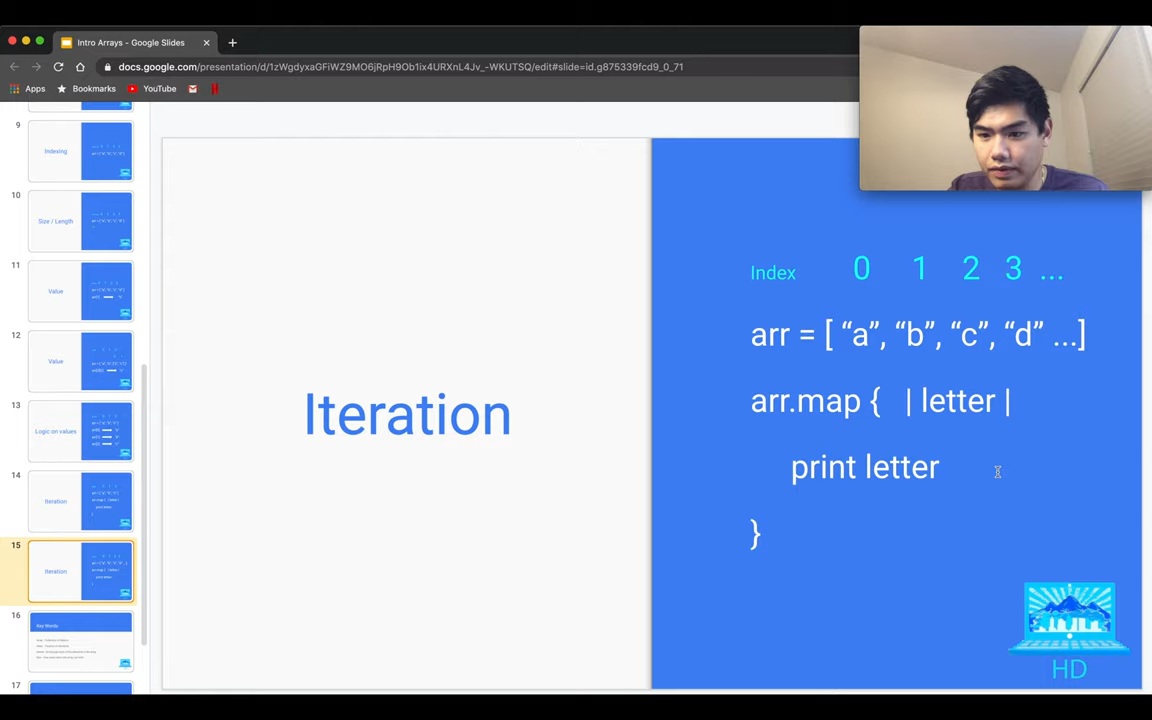 Intro Arrays - Google Slides
docs.google.com/presentation/d/1zWgdyxaGFiWZ9MO6jRpH9Ob1ix4URXnL4Jv_-WKUTSQ/edit#slide=id.g875339fcd9_0_71
Apps Bookmarks YouTube
9
Indexing
10
Size / Length
11
Value
12
Value
13
Logic on values
14
Iteration
15
Iteration
16
Key Words
17
Iteration
Index 0 1 2 3 ...
arr = [ “a”, “b”, “c”, “d” ...]
arr.map { | letter |
print letter
}
HD